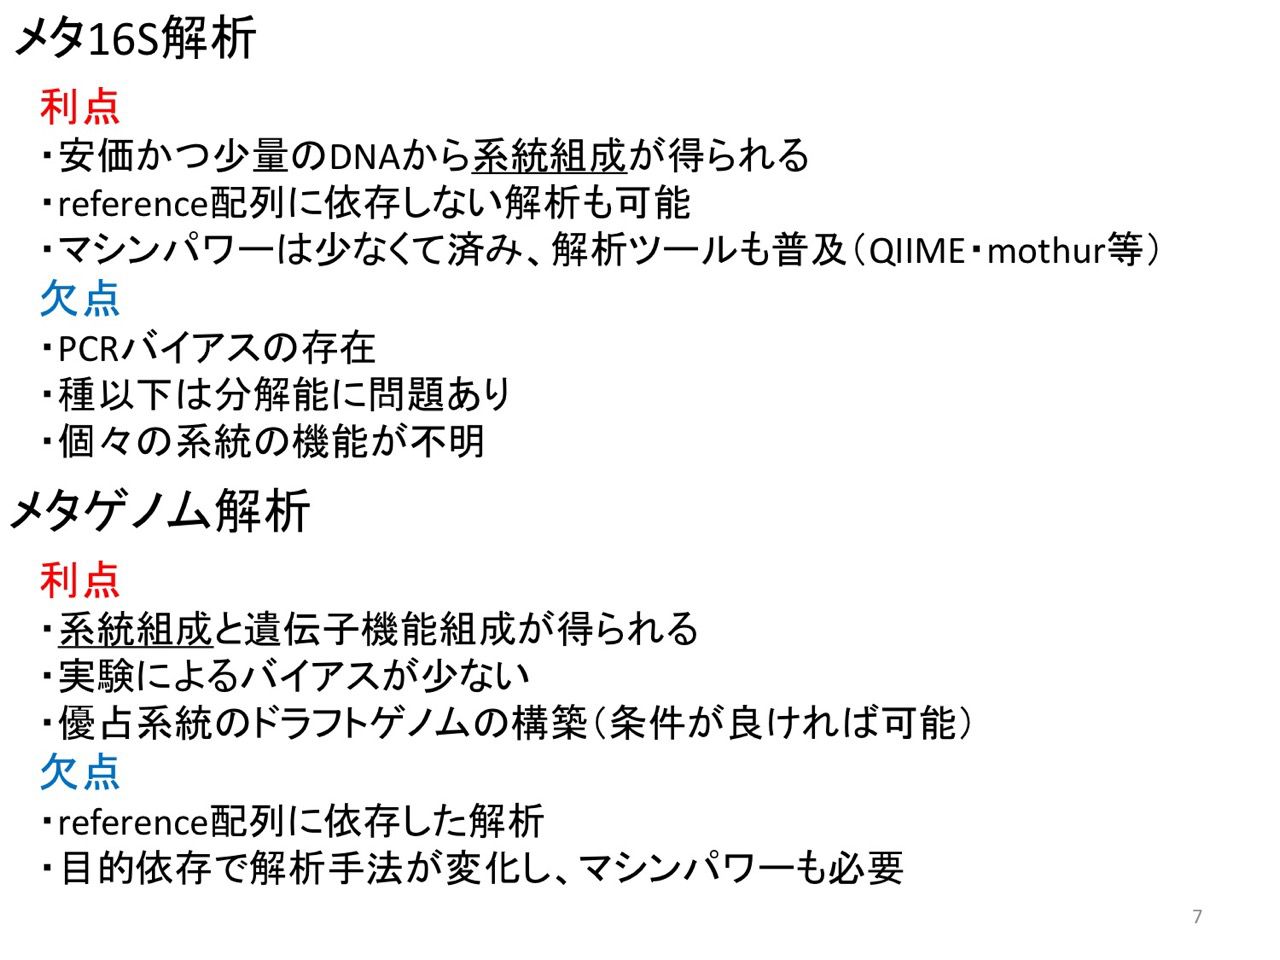 メタ16S解析
利点
・安価かつ少量のDNAから系統組成が得られる
・reference配列に依存しない解析も可能
・マシンパワーは少なくて済み、解析ツールも普及（QIIME・mothur等）
欠点
・PCRバイアスの存在
・種以下は分解能に問題あり
・個々の系統の機能が不明
メタゲノム解析
利点
・系統組成と遺伝子機能組成が得られる
・実験によるバイアスが少ない
・優占系統のドラフトゲノムの構築（条件が良ければ可能）
欠点
・reference配列に依存した解析
・目的依存で解析手法が変化し、マシンパワーも必要
7